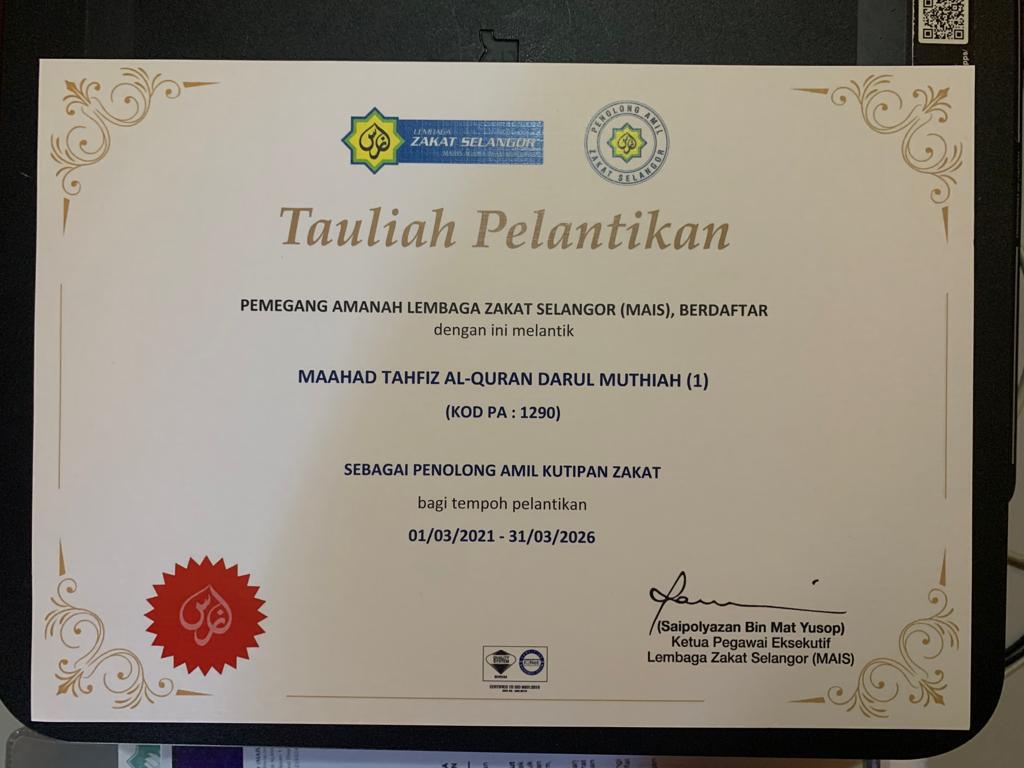 LEMBAGA
ZAKAT SELANGOR
PENOLONG AMIL
ZAKAT SELANGOR
Tauliah Pelantikan
PEMEGANG AMANAH LEMBAGA ZAKAT SELANGOR (MAIS), BERDAFTAR
dengan ini melantik
MAAHAD TAHFIZ AL-QURAN DARUL MUTHIAH (1)
(KOD PA : 1290)
SEBAGAI PENOLONG AMIL KUTIPAN ZAKAT
bagi tempoh pelantikan
01/03/2021 - 31/03/2026
(Saipolyazan Bin Mat Yusop)
Ketua Pegawai Eksekutif
Lembaga Zakat Selangor (MAIS)